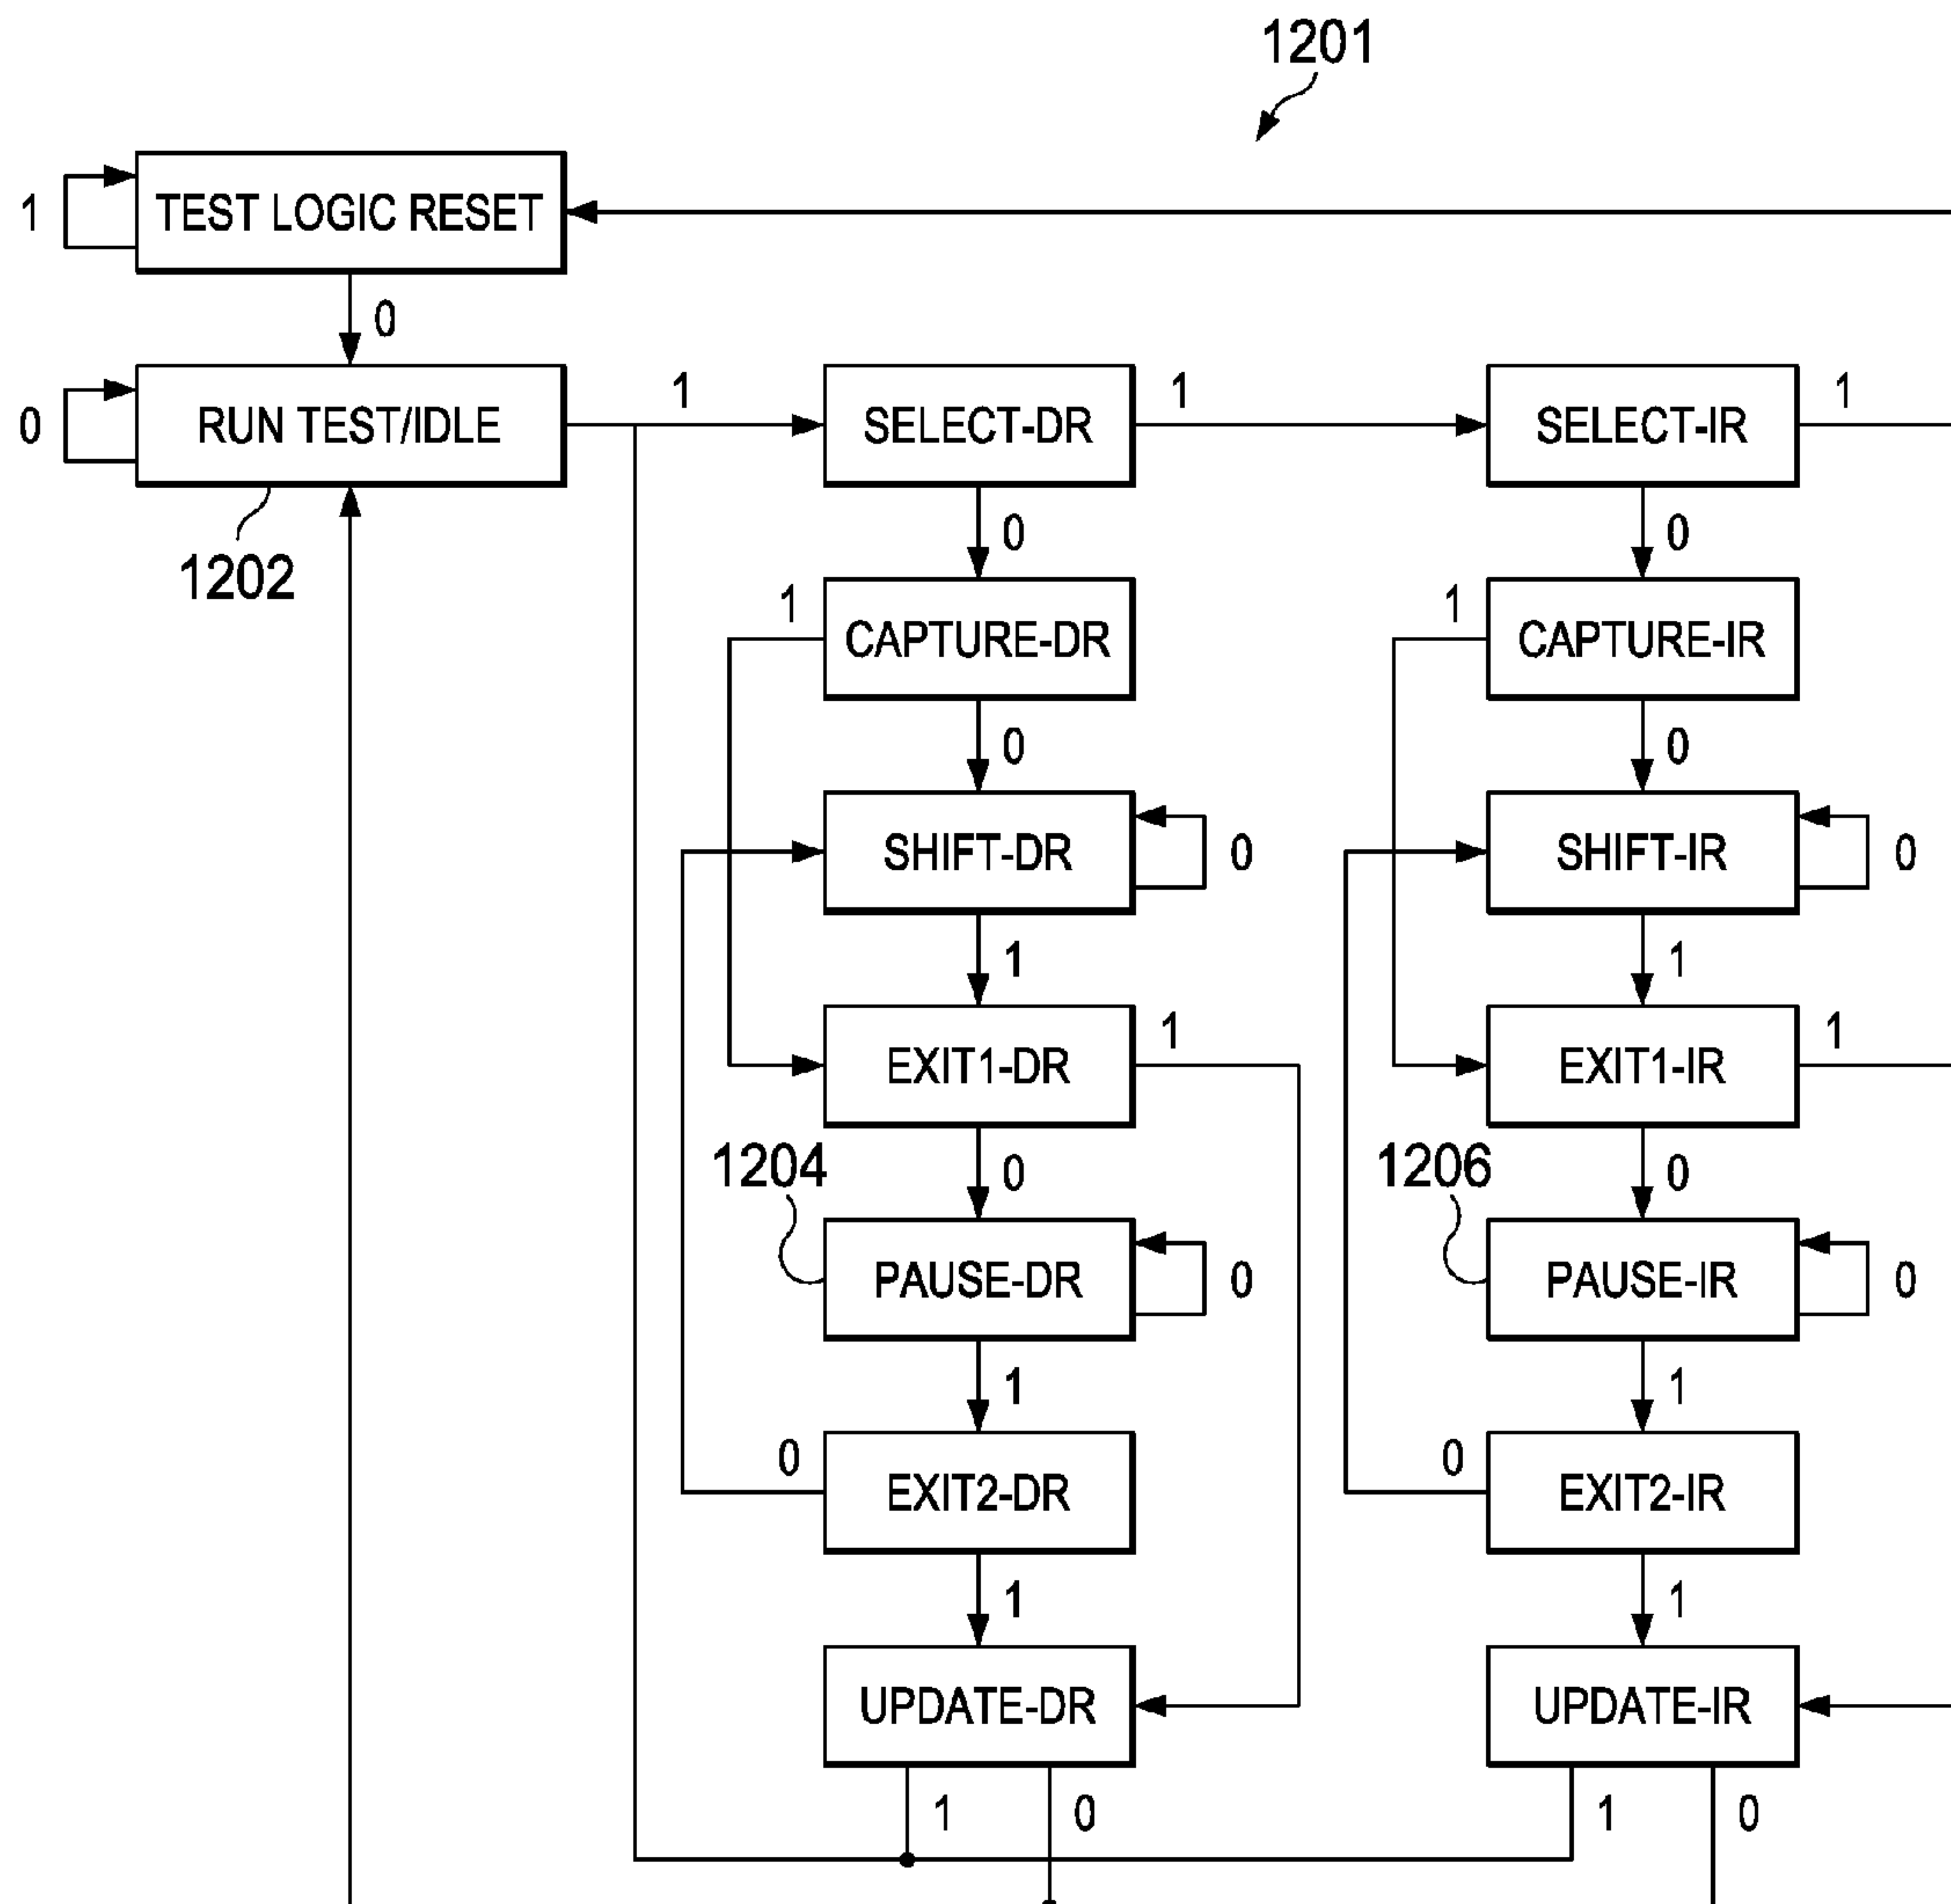 1201
1 TEST LOGIC RESET
0
0 RUN TEST/IDLE 1 SELECT-DR 1 SELECT-IR 1
1202 0 0
1 CAPTURE-DR 1 CAPTURE-IR
0 0
SHIFT-DR 0 SHIFT-IR 0
1 1
EXIT1-DR 1 EXIT1-IR 1
1204 0 1206 0
PAUSE-DR 0 PAUSE-IR 0
1 1
0 EXIT2-DR 0 EXIT2-IR
1 1
UPDATE-DR UPDATE-IR
1 0 1 0